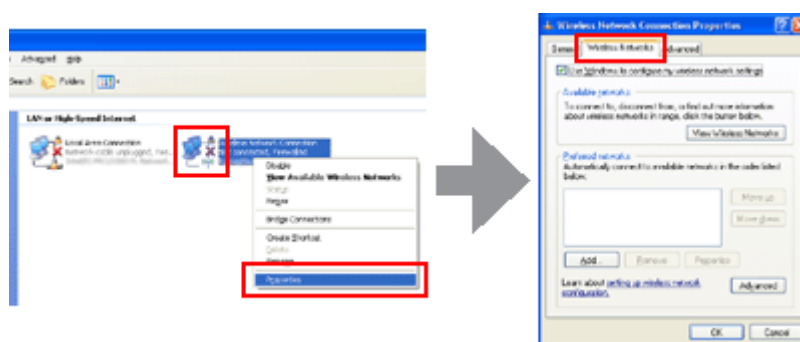 Advanced Help
Search Folders
LAN or High-Speed Internet
Local Area Connection
Network cable unplugged, Fire...
Wireless Network Connection
Not connected, Firewalled
Disable
View Available Wireless Networks
Status
Repair
Bridge Connections
Create Shortcut
Delete
Rename
Properties
Wireless Network Connection Properties
General Wireless Networks Advanced
Use Windows to configure my wireless network settings
Available networks
To connect to, disconnect from, or find out more information
about wireless networks in range, click the button below.
View Wireless Networks
Preferred networks
Automatically connect to available networks in the order listed
below:
Move up
Move down
Add... Remove Properties
Learn about setting up wireless network
configuration.
Advanced
OK Cancel